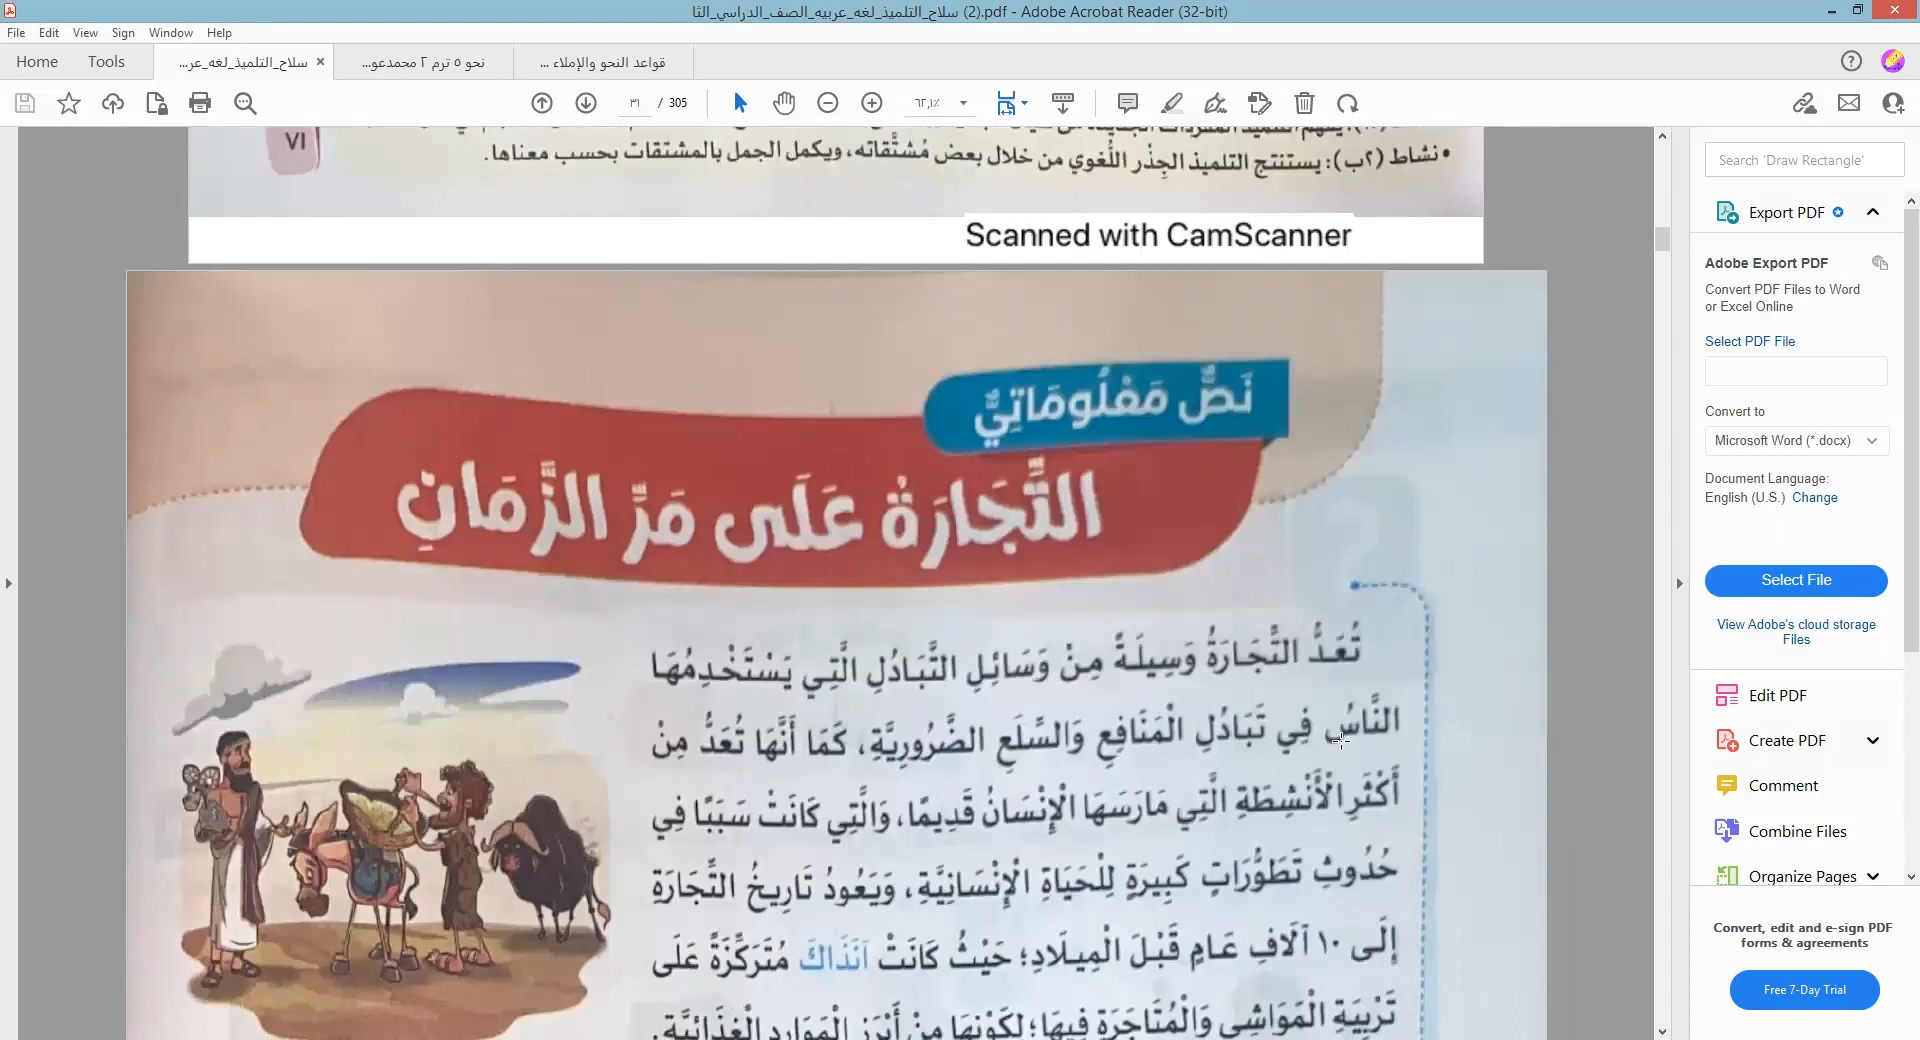 سلاح_التلميذ_لغه_عربيه_الصف_الدراسي_الثا (2).pdf - Adobe Acrobat Reader (32-bit)
File Edit View Sign Window Help
Home Tools سلاح_التلميذ_لغه_عر... نحو ٥ ترم ٢ محمدعو... قواعد النحو والإملاء ...
٣١ / 305 ٦٢٫١٪
٧١
•نشاط (٢ب): يستنتج التلميذ الجِذْر اللُّغوي من خلال بعض مُشتَّقاته، ويكمل الجمل بالمشتقات بحسب معناها.
Scanned with CamScanner
نَصٌّ مَعْلُومَاتِيٌّ
التِّجَارَةُ عَلَى مَرِّ الزَّمَانِ
تُعَدُّ التِّجَارَةُ وَسِيلَةً مِنْ وَسَائِلِ التَّبَادُلِ الَّتِي يَسْتَخْدِمُهَا
النَّاسُ فِي تَبَادُلِ الْمَنَافِعِ وَالسِّلَعِ الضَّرُورِيَّةِ، كَمَا أَنَّهَا تُعَدُّ مِنْ
أَكْثَرِ الْأَنْشِطَةِ الَّتِي مَارَسَهَا الْإِنْسَانُ قَدِيمًا، وَالَّتِي كَانَتْ سَبَبًا فِي
حُدُوثِ تَطَوُّرَاتٍ كَبِيرَةٍ لِلْحَيَاةِ الْإِنْسَانِيَّةِ، وَيَعُودُ تَارِيخُ التِّجَارَةِ
إِلَى ١٠ آلَافِ عَامٍ قَبْلَ الْمِيلَادِ؛ حَيْثُ كَانَتْ آنَذَاكَ مُتَرَكِّزَةً عَلَى
تَرْبِيَةِ الْمَوَاشِي وَالْمُتَاجَرَةِ فِيهَا؛ لِكَوْنِهَا مِنْ أَبْرَزِ الْمَوَارِدِ الْغِذَائِيَّةِ.
Search 'Draw Rectangle'
Export PDF
Adobe Export PDF
Convert PDF Files to Word
or Excel Online
Select PDF File
Convert to
Microsoft Word (*.docx)
Document Language:
English (U.S.) Change
Select File
View Adobe's cloud storage
Files
Edit PDF
Create PDF
Comment
Combine Files
Organize Pages
Convert, edit and e-sign PDF
forms & agreements
Free 7-Day Trial